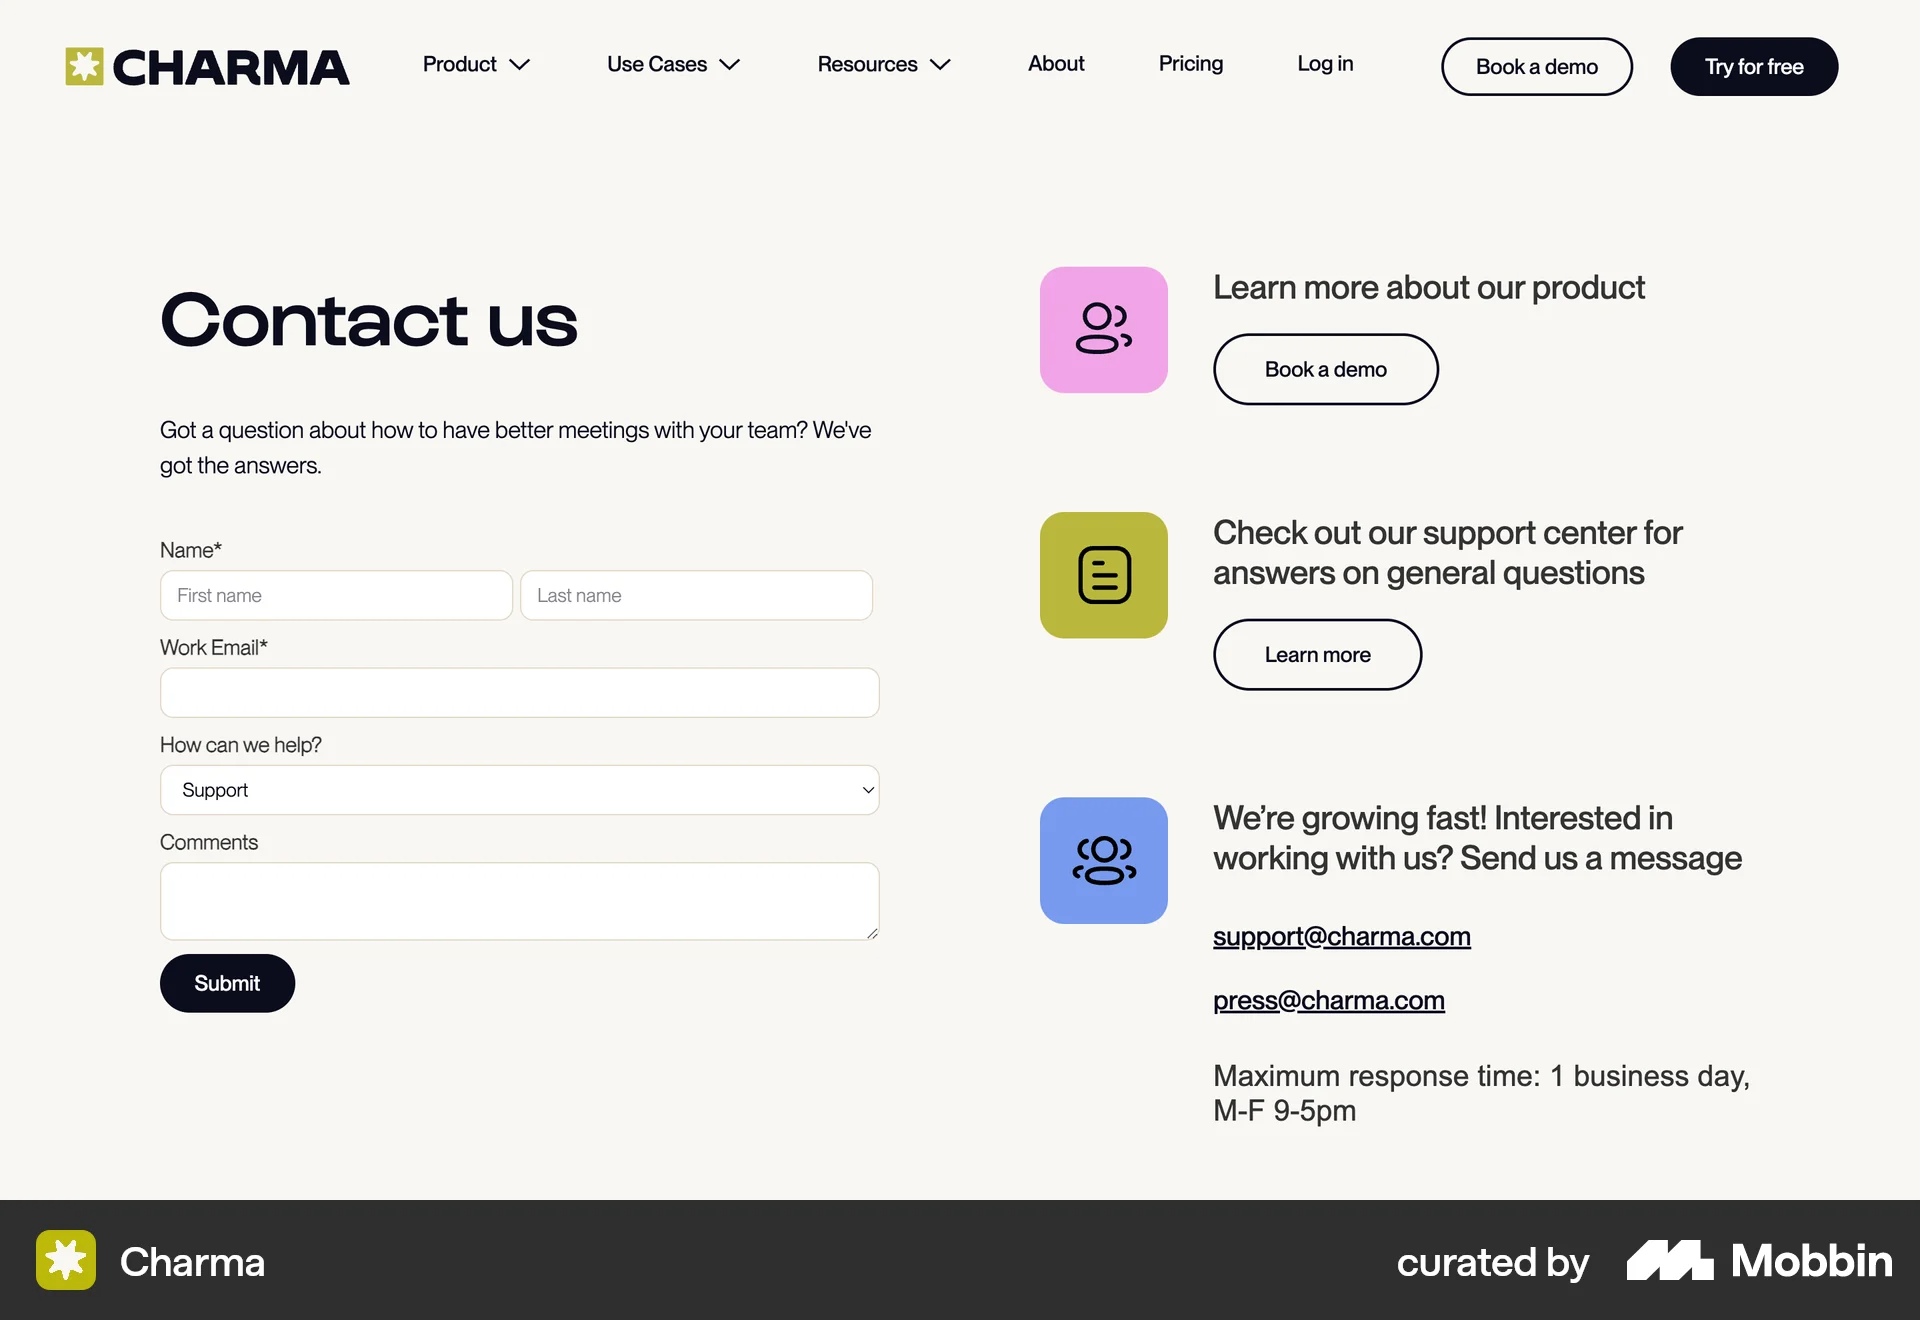 CHARMA
Product
Use Cases
Resources
About
Pricing
Log in
Book a demo
Try for free
Contact us
Got a question about how to have better meetings with your team? We've
got the answers.
Name*
First name
Last name
Work Email*
How can we help?
Support
Comments
Submit
Learn more about our product
Book a demo
Check out our support center for
answers on general questions
Learn more
We’re growing fast! Interested in
working with us? Send us a message
support@charma.com
press@charma.com
Maximum response time: 1 business day,
M-F 9-5pm
Charma
curated by
Mobbin